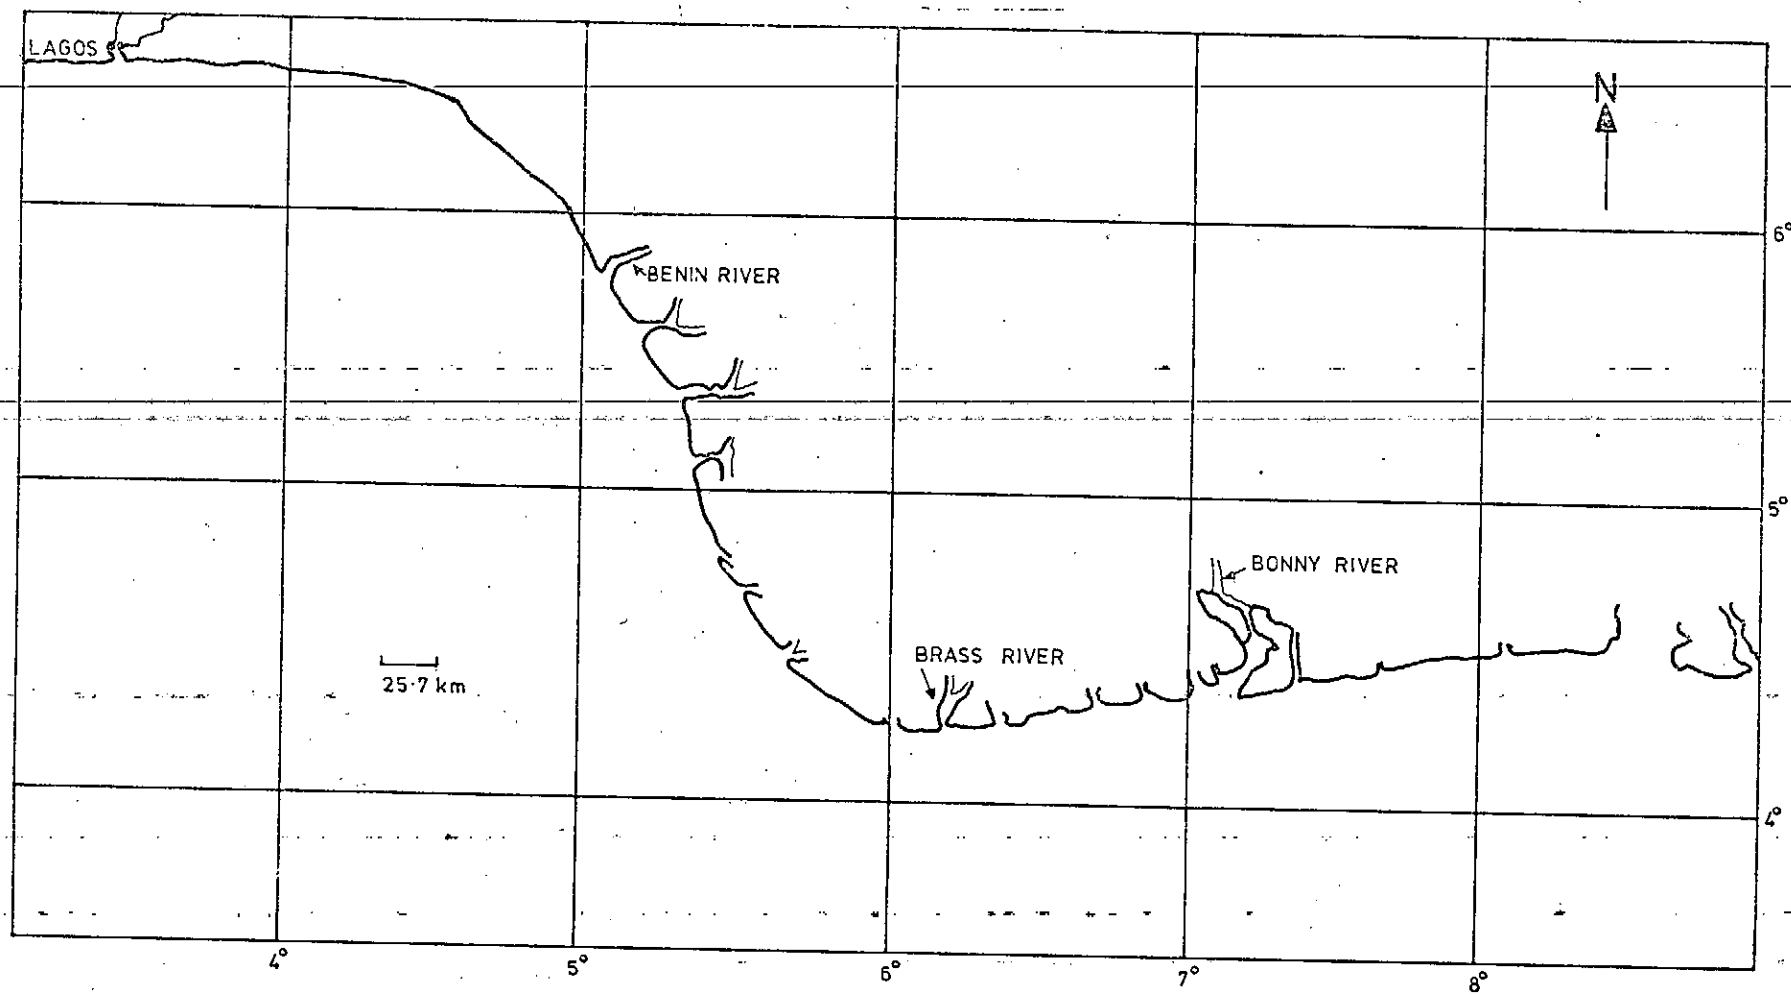 LAGOS
N
6°
BENIN RIVER
5°
BONNY RIVER
BRASS RIVER
25·7 km
4°
4°
5°
6°
7°
8°